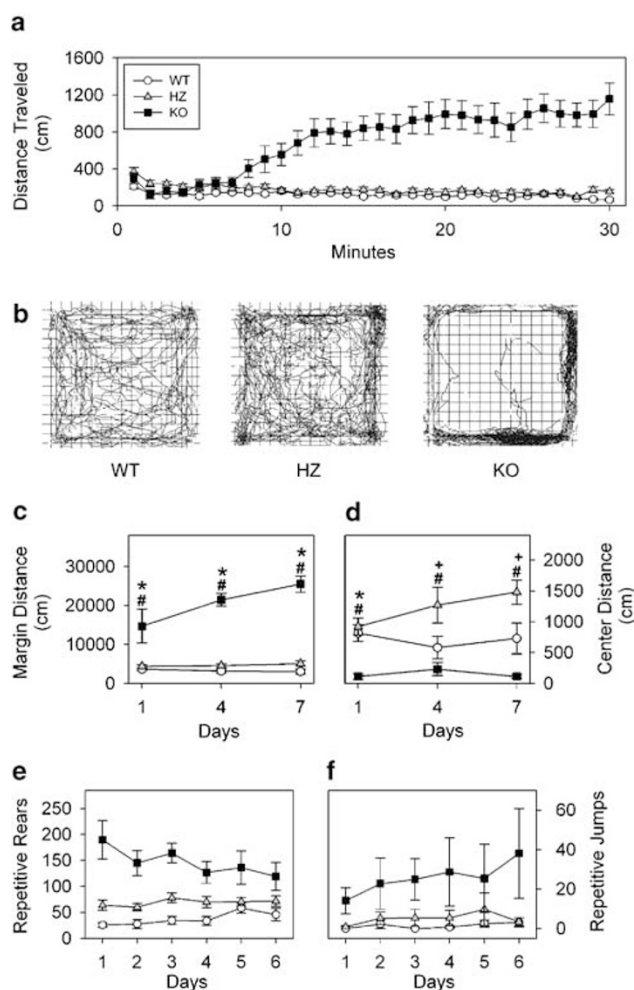 a
1600
1200
800
400
0
Distance Traveled
(cm)
WT
HZ
KO
0 10 20 30
Minutes
b
WT HZ KO
c
30000
20000
10000
0
Margin Distance
(cm)
* # * # * #
1 4 7
Days
d
* # + # + #
2000
1500
1000
500
0
Center Distance
(cm)
1 4 7
Days
e
250
200
150
100
50
0
Repetitive Rears
1 2 3 4 5 6
Days
f
60
40
20
0
Repetitive Jumps
1 2 3 4 5 6
Days